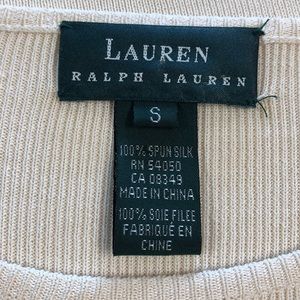 LAUREN
RALPH LAUREN
S
100% SPUN SILK
RN 54050
CA 08349
MADE IN CHINA
100% SOIE FILEE
FABRIQUÉ EN
CHINE